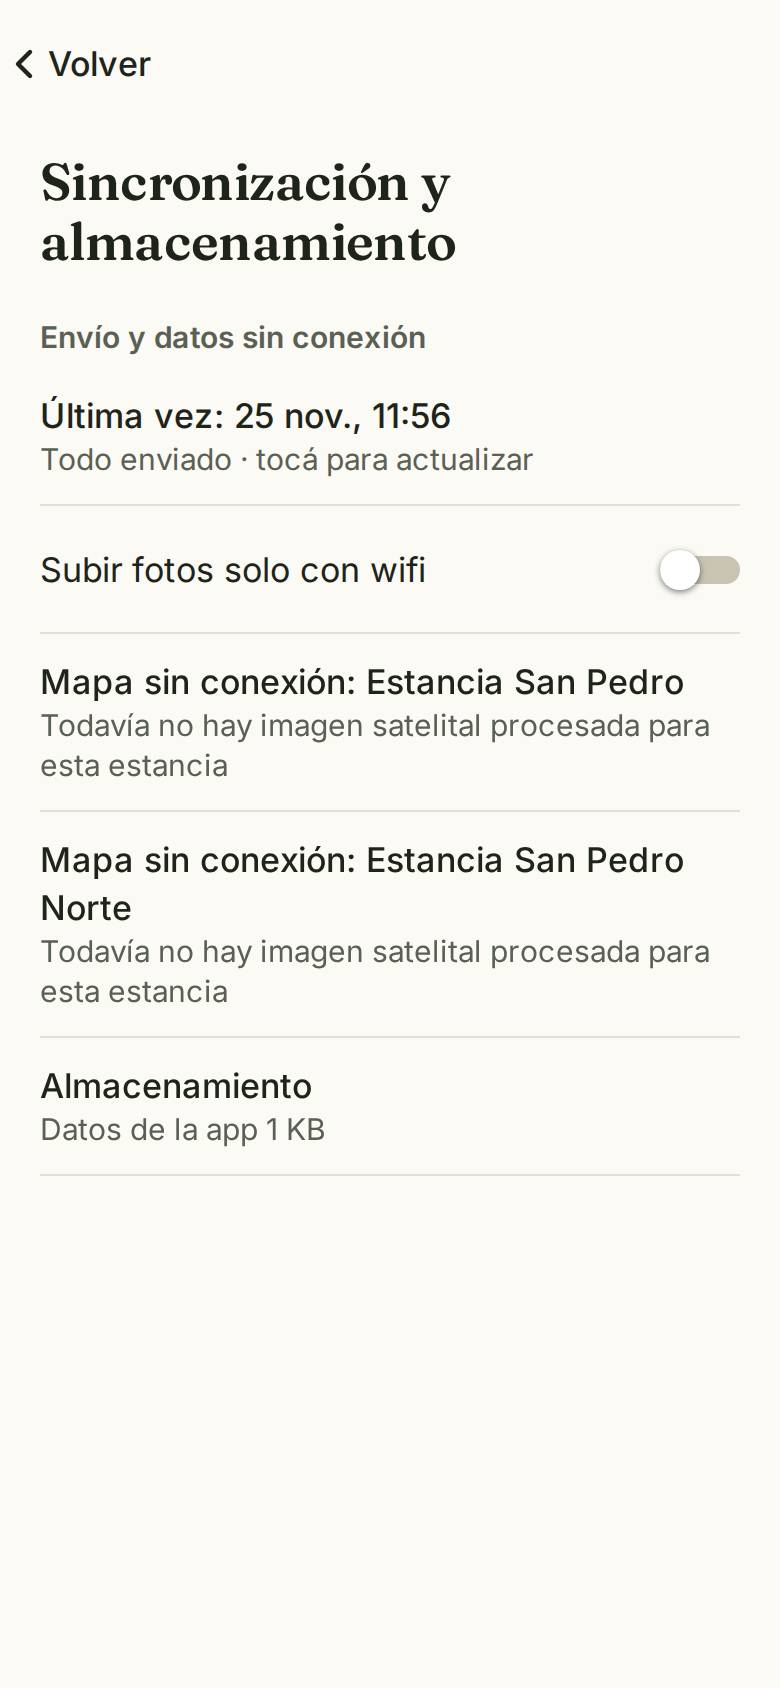 Volver
Sincronización y
almacenamiento
Envío y datos sin conexión
Última vez: 25 nov., 11:56
Todo enviado · tocá para actualizar
Subir fotos solo con wifi
Mapa sin conexión: Estancia San Pedro
Todavía no hay imagen satelital procesada para
esta estancia
Mapa sin conexión: Estancia San Pedro
Norte
Todavía no hay imagen satelital procesada para
esta estancia
Almacenamiento
Datos de la app 1 KB